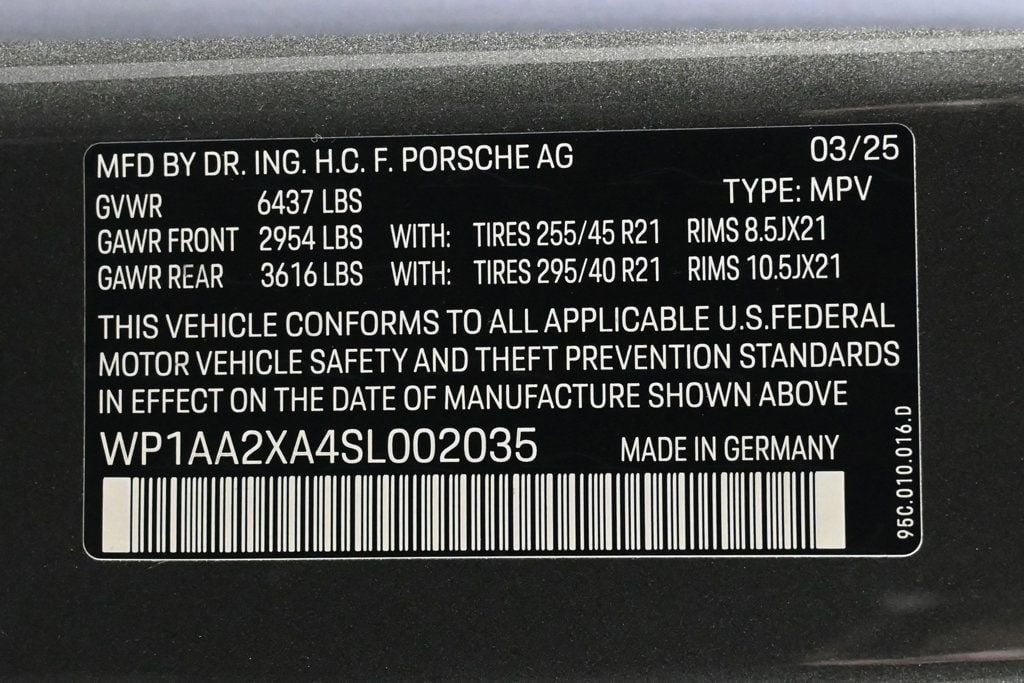 MFD BY DR. ING. H.C. F. PORSCHE AG 03/25
GVWR 6437 LBS TYPE: MPV
GAWR FRONT 2954 LBS WITH: TIRES 255/45 R21 RIMS 8.5JX21
GAWR REAR 3616 LBS WITH: TIRES 295/40 R21 RIMS 10.5JX21
THIS VEHICLE CONFORMS TO ALL APPLICABLE U.S.FEDERAL
MOTOR VEHICLE SAFETY AND THEFT PREVENTION STANDARDS
IN EFFECT ON THE DATE OF MANUFACTURE SHOWN ABOVE
WP1AA2XA4SL002035 MADE IN GERMANY
95C.010.016.D